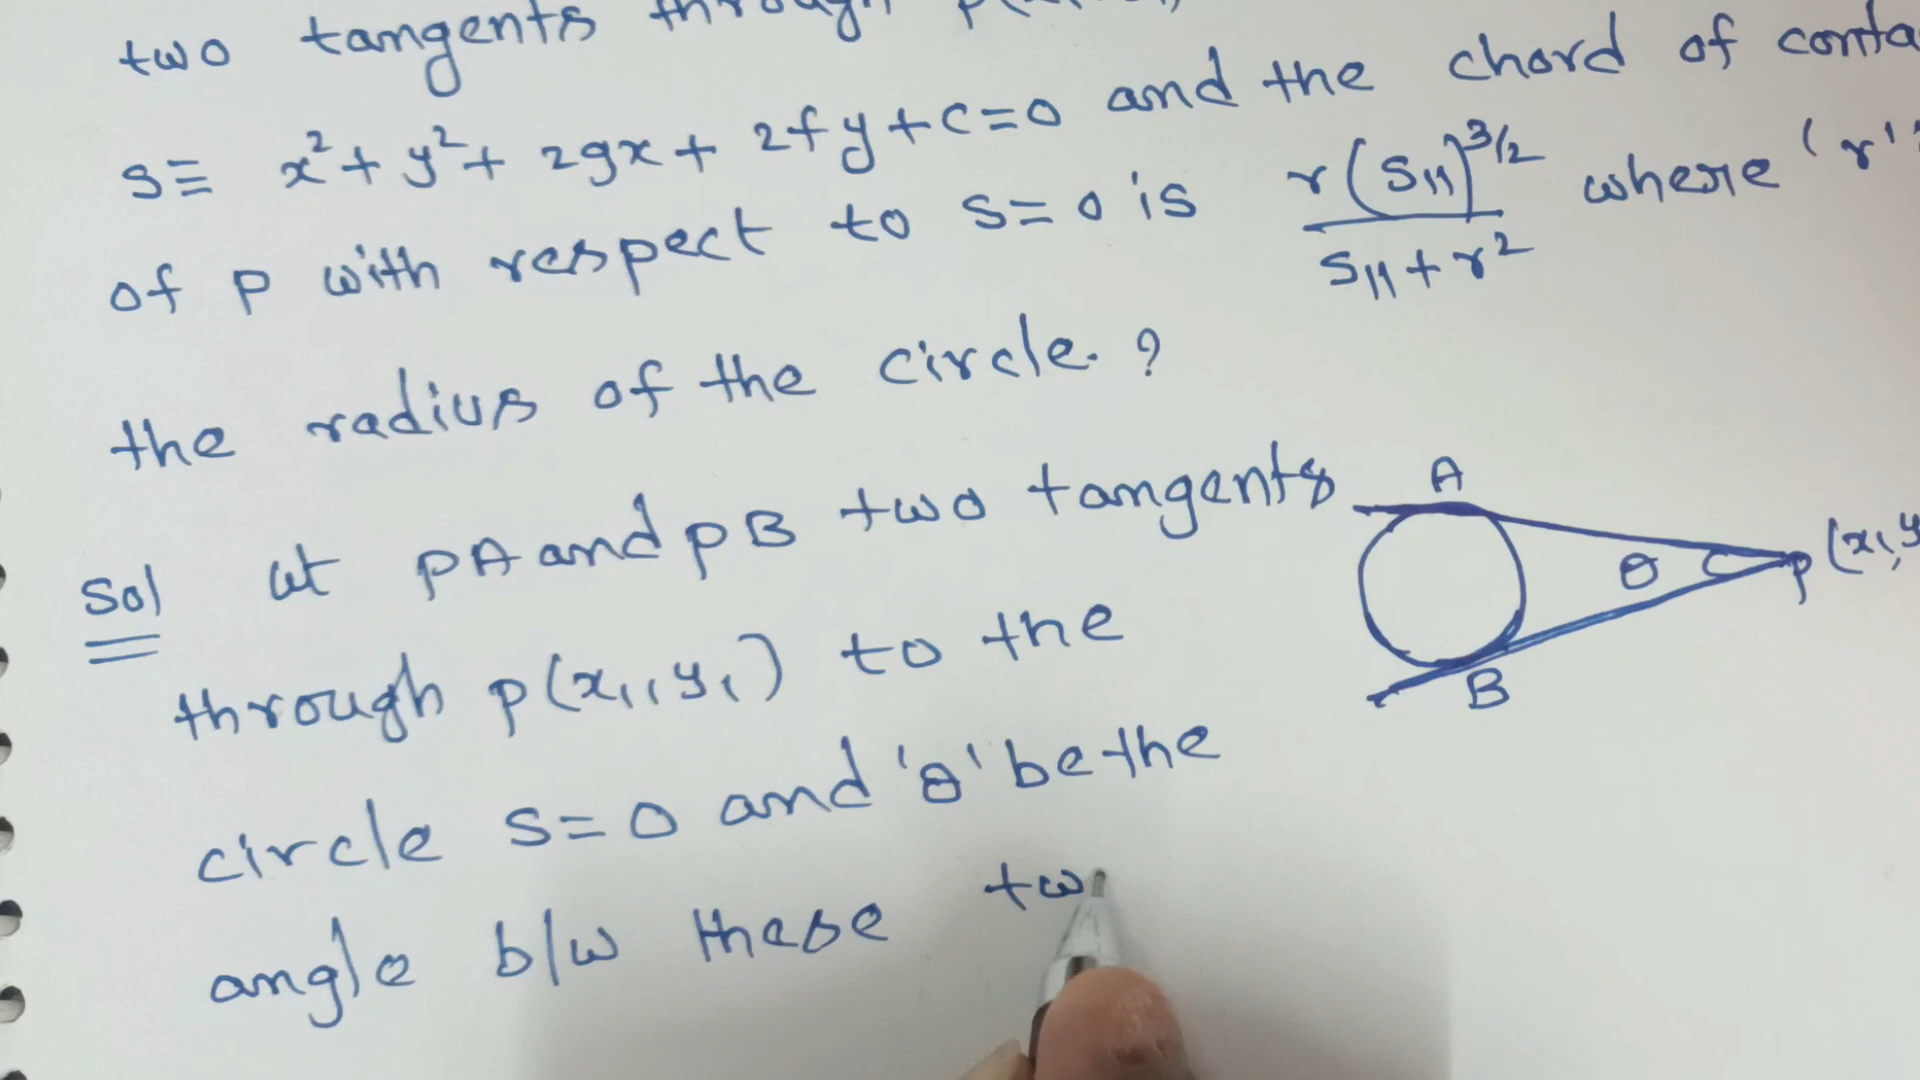 two tangents through
S≡ x²+y²+2gx+2fy+c=0 and the chord of conta
of P with respect to S=0 is r(S₁₁)^3/2 / S₁₁+r² where 'r'
the radius of the circle. ?
Sol let PA and PB two tangents
through P(x₁,y₁) to the
circle S=0 and 'θ' be the
angle b/w these tw
A
θ
P(x₁,y
B